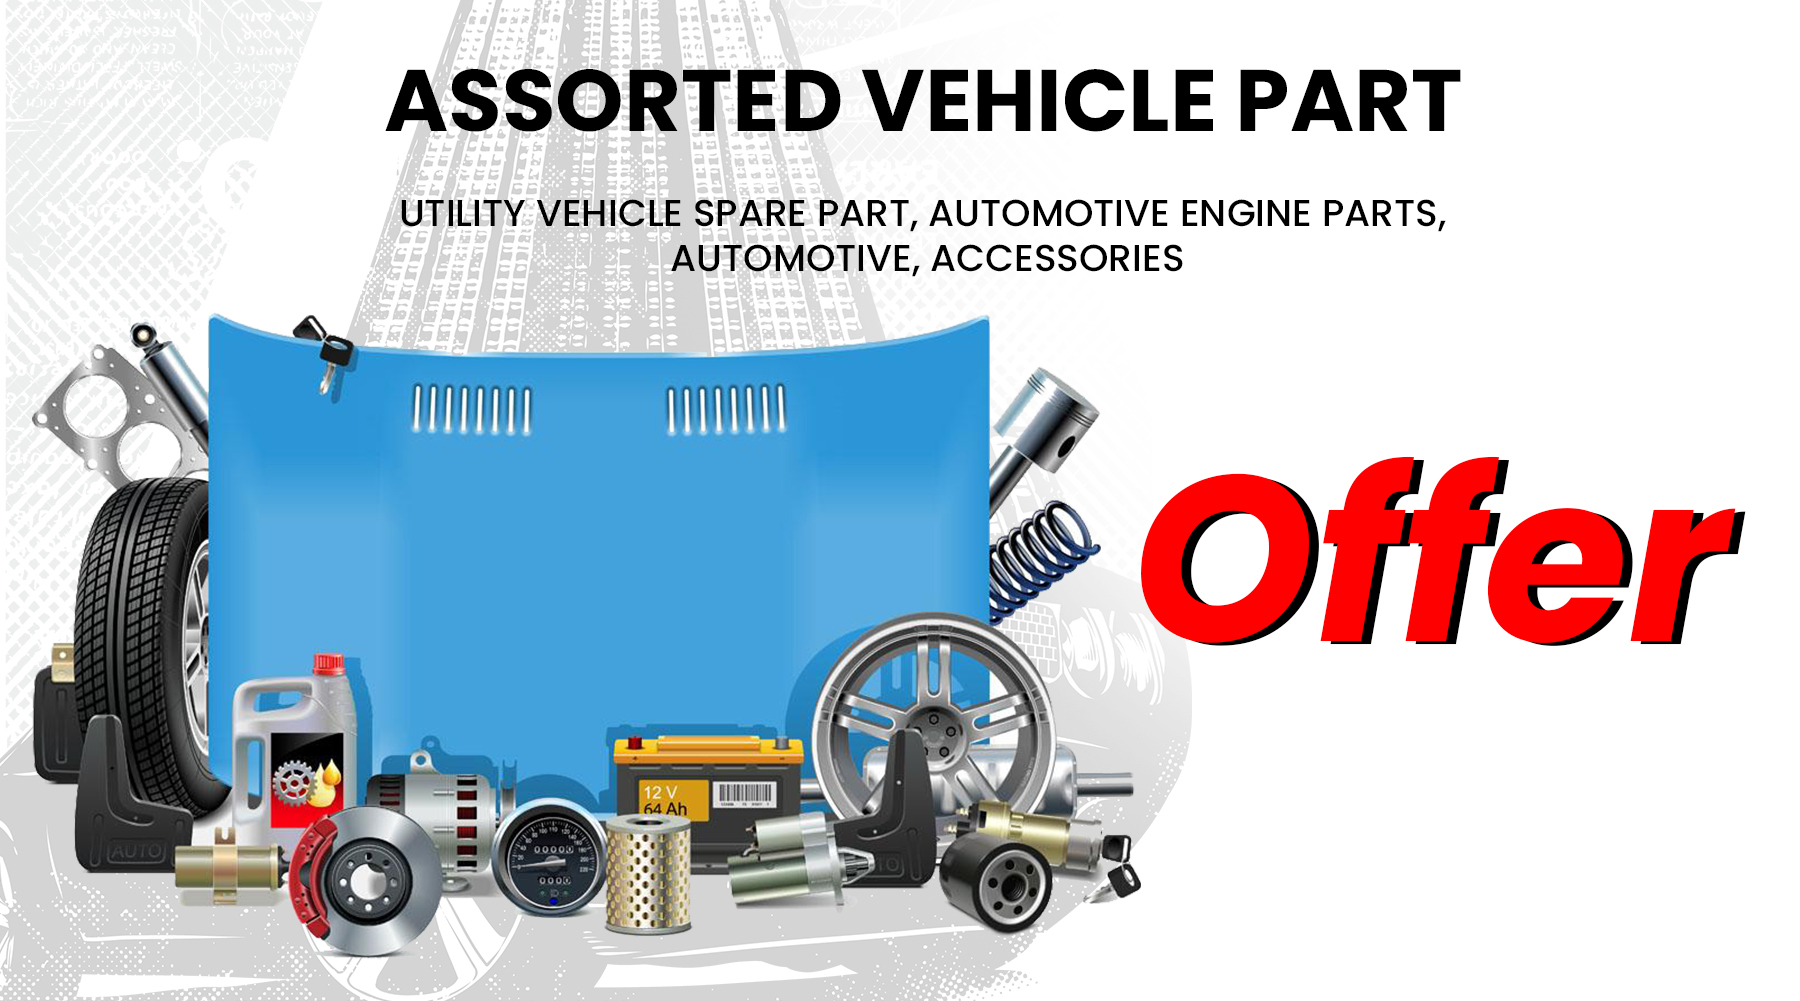 ASSORTED VEHICLE PART
UTILITY VEHICLE SPARE PART, AUTOMOTIVE ENGINE PARTS,
AUTOMOTIVE, ACCESSORIES
Offer
12 V
64 Ah
AUTO